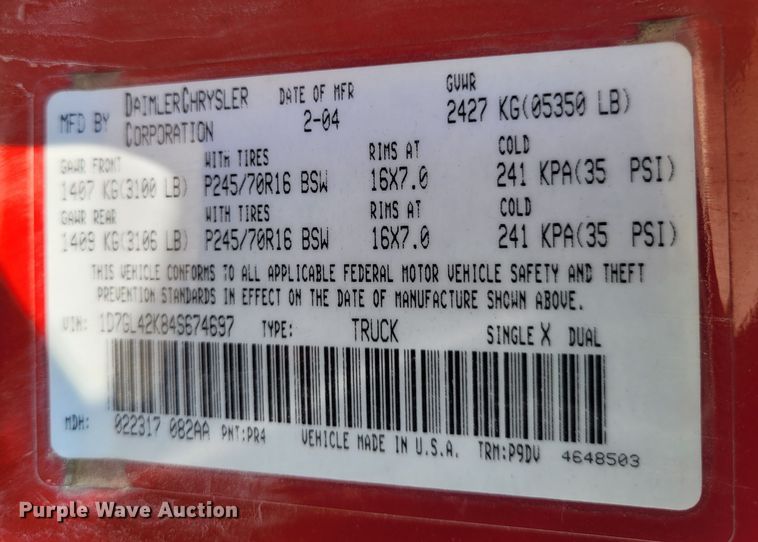 MFD BY DAIMLERCHRYSLER CORPORATION DATE OF MFR 2-04 GVWR 2427 KG(05350 LB)
GAWR FRONT WITH TIRES RIMS AT COLD
1407 KG(3100 LB) P245/70R16 BSW 16X7.0 241 KPA(35 PSI)
GAWR REAR WITH TIRES RIMS AT COLD
1409 KG(3106 LB) P245/70R16 BSW 16X7.0 241 KPA(35 PSI)
THIS VEHICLE CONFORMS TO ALL APPLICABLE FEDERAL MOTOR VEHICLE SAFETY AND THEFT
PREVENTION STANDARDS IN EFFECT ON THE DATE OF MANUFACTURE SHOWN ABOVE.
VIN: 1D7GL42K84S674697 TYPE: TRUCK SINGLE X DUAL
MDH: 022317 082AA PNT:PR4 VEHICLE MADE IN U.S.A. TRM:P9DV 4648503
Purple Wave Auction